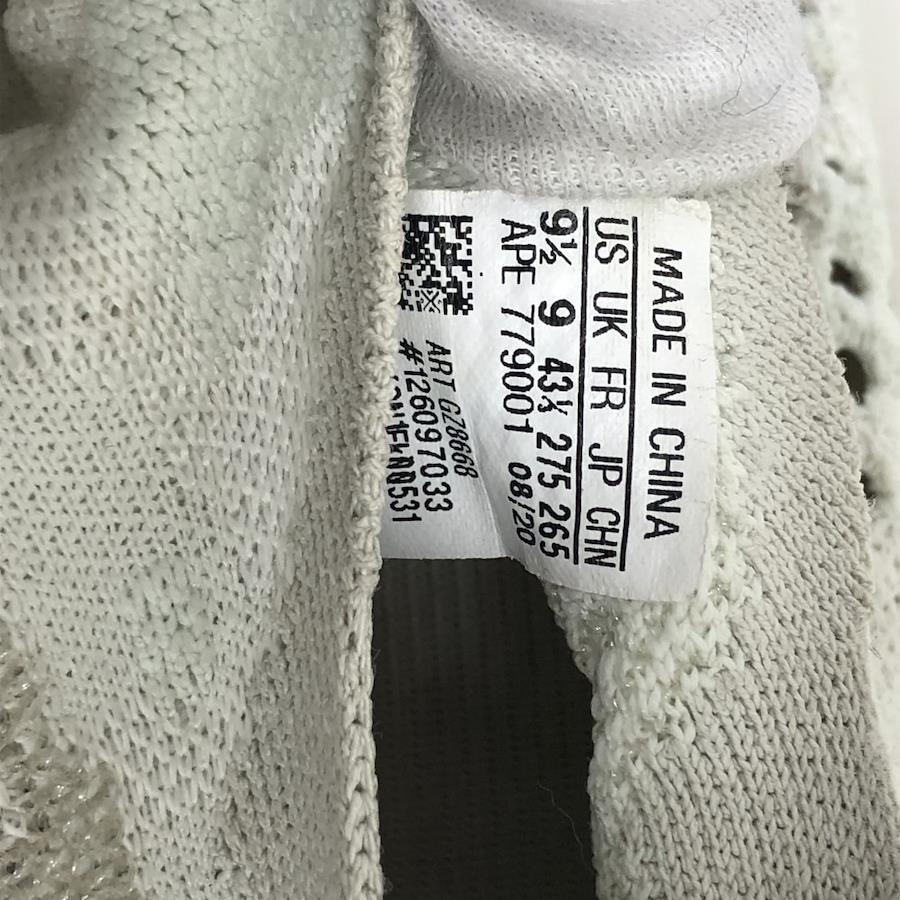 MADE IN CHINA
US UK FR JP CHN
9½ 9 43⅓ 275 265
APE 779001 08/20
ART GZ8668
#126097033